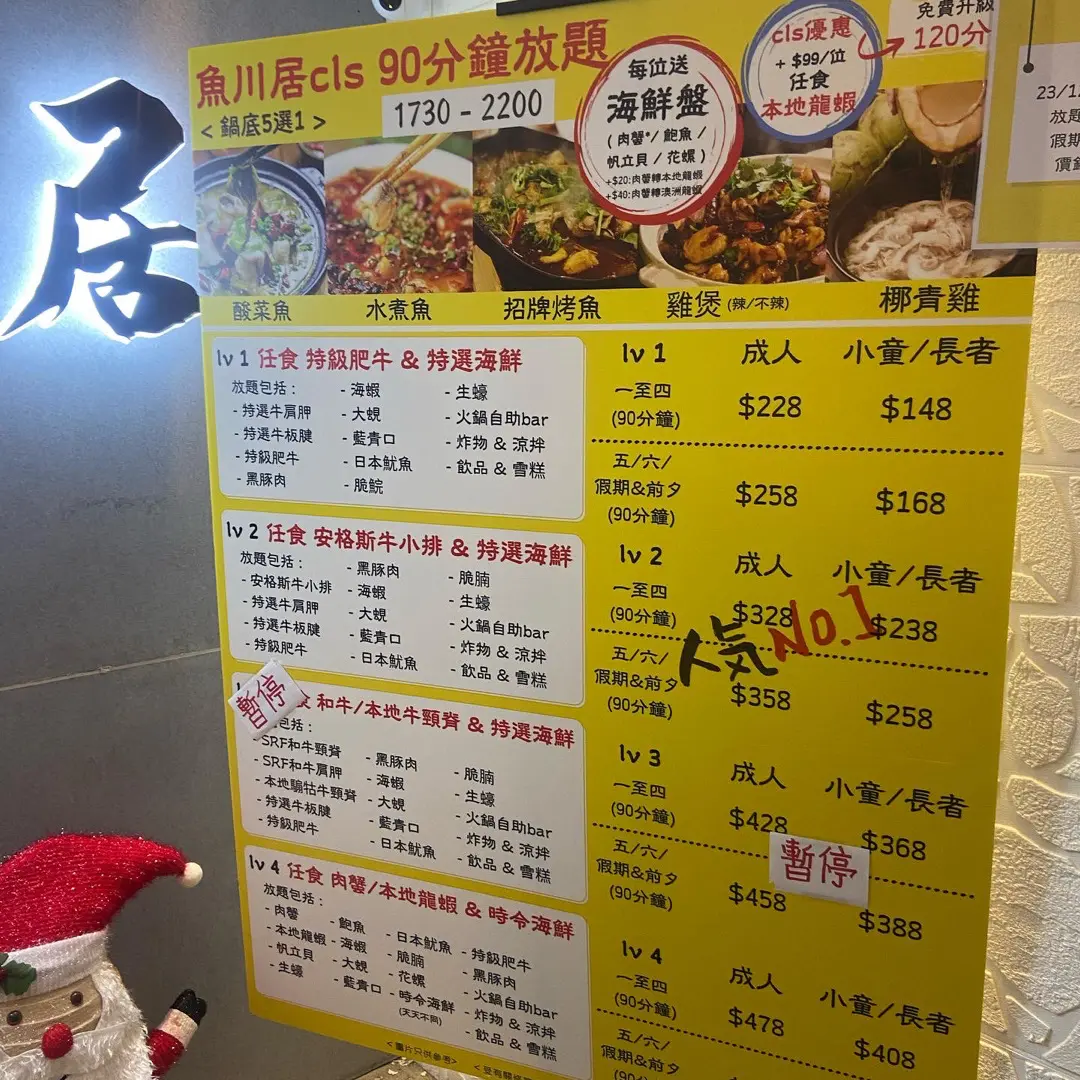 居
魚川居cls 90分鐘放題
< 鍋底5選1 >
1730 - 2200
每位送
海鮮盤
( 肉蟹*/ 鮑魚 /
帆立貝 / 花螺 )
+$20:肉蟹轉本地龍蝦
+$40:肉蟹轉澳洲龍蝦
cls優惠
+ $99/位
任食
本地龍蝦
免費升級
120分
23/12
放題
假期
價錢
酸菜魚
水煮魚
招牌烤魚
雞煲 (辣/不辣)
椰青雞
lv 1 任食 特級肥牛 & 特選海鮮
放題包括：
- 特選牛肩胛
- 特選牛板腱
- 特級肥牛
- 黑豚肉
- 海蝦
- 大蜆
- 藍青口
- 日本魷魚
- 脆鯇
- 生蠔
- 火鍋自助bar
- 炸物 & 涼拌
- 飲品 & 雪糕
lv 1 成人 小童/長者
一至四
(90分鐘)
$228 $148
五/六/
假期&前夕
(90分鐘)
$258 $168
lv 2 任食 安格斯牛小排 & 特選海鮮
放題包括：
- 安格斯牛小排
- 特選牛肩胛
- 特選牛板腱
- 特級肥牛
- 黑豚肉
- 海蝦
- 大蜆
- 藍青口
- 日本魷魚
- 脆腩
- 生蠔
- 火鍋自助bar
- 炸物 & 涼拌
- 飲品 & 雪糕
lv 2 成人 小童/長者
一至四
(90分鐘)
$328 $238
人気 NO.1
五/六/
假期&前夕
(90分鐘)
$358 $258
暫停
食 和牛/本地牛頸脊 & 特選海鮮
包括：
- SRF和牛頸脊
- SRF和牛肩胛
- 本地騸牯牛頸脊
- 特選牛板腱
- 特級肥牛
- 黑豚肉
- 海蝦
- 大蜆
- 藍青口
- 日本魷魚
- 脆腩
- 生蠔
- 火鍋自助bar
- 炸物 & 涼拌
- 飲品 & 雪糕
lv 3 成人 小童/長者
一至四
(90分鐘)
$428 $368
暫停
五/六/
假期&前夕
(90分鐘)
$458 $388
lv 4 任食 肉蟹/本地龍蝦 & 時令海鮮
放題包括：
- 肉蟹
- 本地龍蝦
- 帆立貝
- 生蠔
- 鮑魚
- 海蝦
- 大蜆
- 藍青口
- 日本魷魚
- 脆腩
- 花螺
- 時令海鮮
(天天不同)
- 特級肥牛
- 黑豚肉
- 火鍋自助bar
- 炸物 & 涼拌
- 飲品 & 雪糕
lv 4 成人 小童/長者
一至四
(90分鐘)
$478 $408
五/六/
假期&前夕
<圖片只供參考>